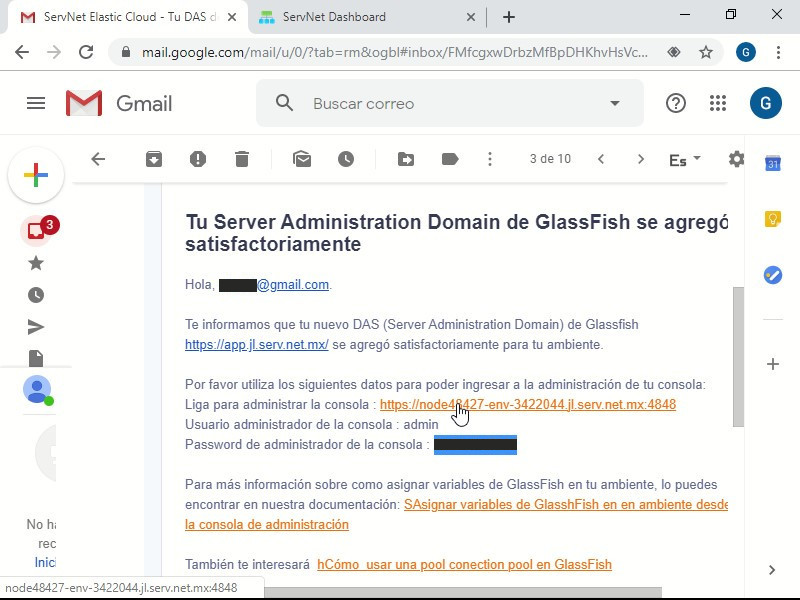 ServNet Elastic Cloud - Tu DAS d
ServNet Dashboard
mail.google.com/mail/u/0/?tab=rm&ogbl#inbox/FMfcgxwDrbzMfBpDHKhvHsVc...
G
Gmail
Buscar correo
G
3 de 10
Es
31
3
Tu Server Administration Domain de GlassFish se agregó
satisfactoriamente
Hola, @gmail.com.
Te informamos que tu nuevo DAS (Server Administration Domain) de Glassfish
https://app.jl.serv.net.mx/ se agregó satisfactoriamente para tu ambiente.
Por favor utiliza los siguientes datos para poder ingresar a la administración de tu consola:
Liga para administrar la consola : https://node48427-env-3422044.jl.serv.net.mx:4848
Usuario administrador de la consola : admin
Password de administrador de la consola :
Para más información sobre como asignar variables de GlassFish en tu ambiente, lo puedes
encontrar en nuestra documentación: SAsignar variables de GlasshFish en en ambiente desde
la consola de administración
También te interesará hCómo usar una pool conection pool en GlassFish
No ha
rec
Inici
node48427-env-3422044.jl.serv.net.mx:4848